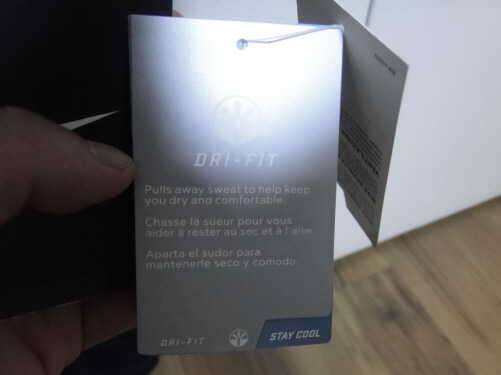 DRI-FIT
Pulls away sweat to help keep
you dry and comfortable.
Chasse la sueur pour vous
aider à rester au sec et à l'aise.
Aparta el sudor para
mantenerte seco y cómodo.
DRI-FIT
STAY COOL